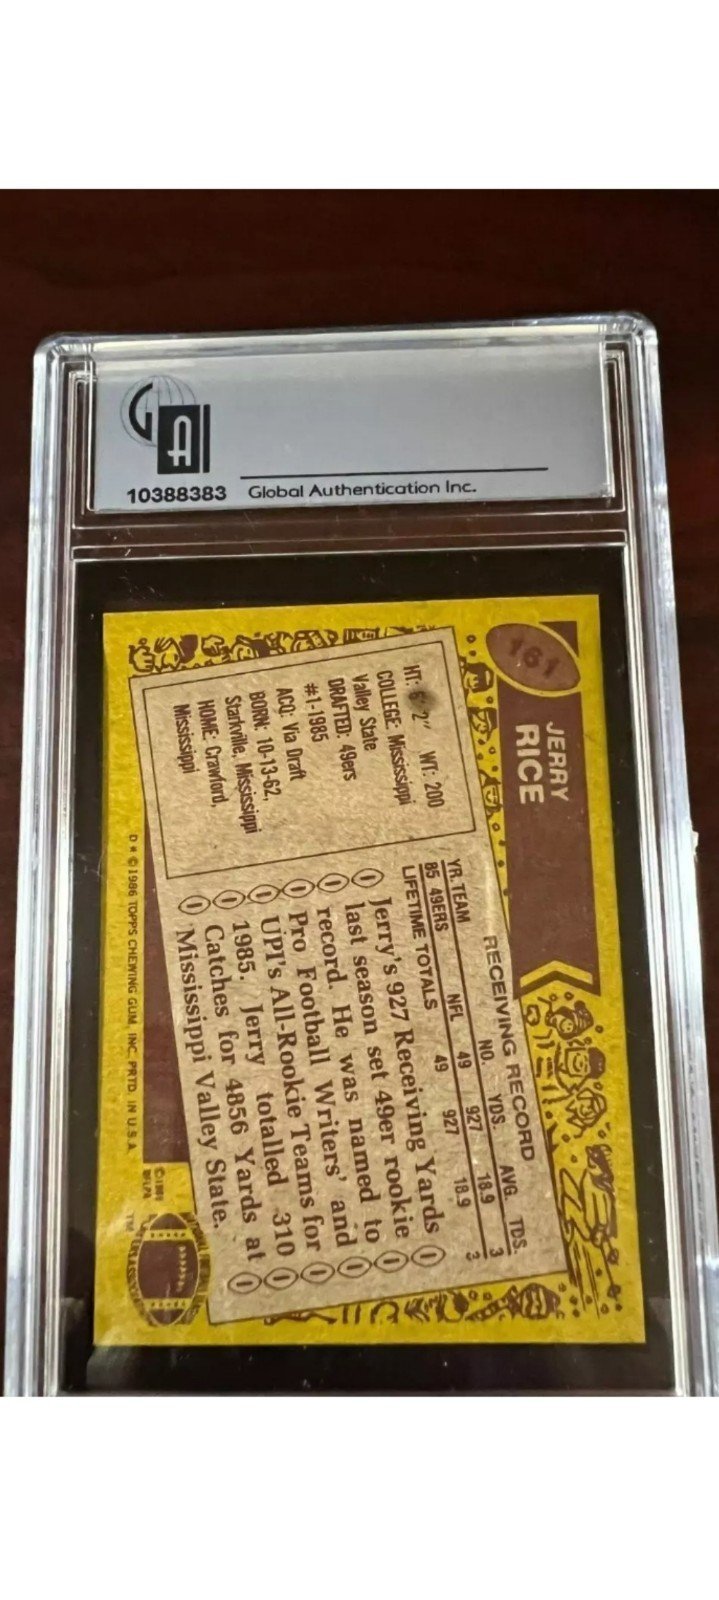 GAI
10388383
Global Authentication Inc.
161
JERRY
RICE
HT: 6' 2" WT: 200
COLLEGE: Mississippi
Valley State
DRAFTED: 49ers
#1-1985
ACQ: Via Draft
BORN: 10-13-62,
Starkville, Mississippi
HOME: Crawford,
Mississippi
RECEIVING RECORD
YR. TEAM NO. YDS. AVG. TDS.
85 49ERS NFL 49 927 18.9 3
LIFETIME TOTALS 49 927 18.9 3
Jerry's 927 Receiving Yards
last season set 49er rookie
record. He was named to
Pro Football Writers' and
UPI's All-Rookie Teams for
1985. Jerry totalled 310
Catches for 4856 Yards at
Mississippi Valley State.
D* © 1986 TOPPS CHEWING GUM, INC. PRTD. IN U.S.A.
TM